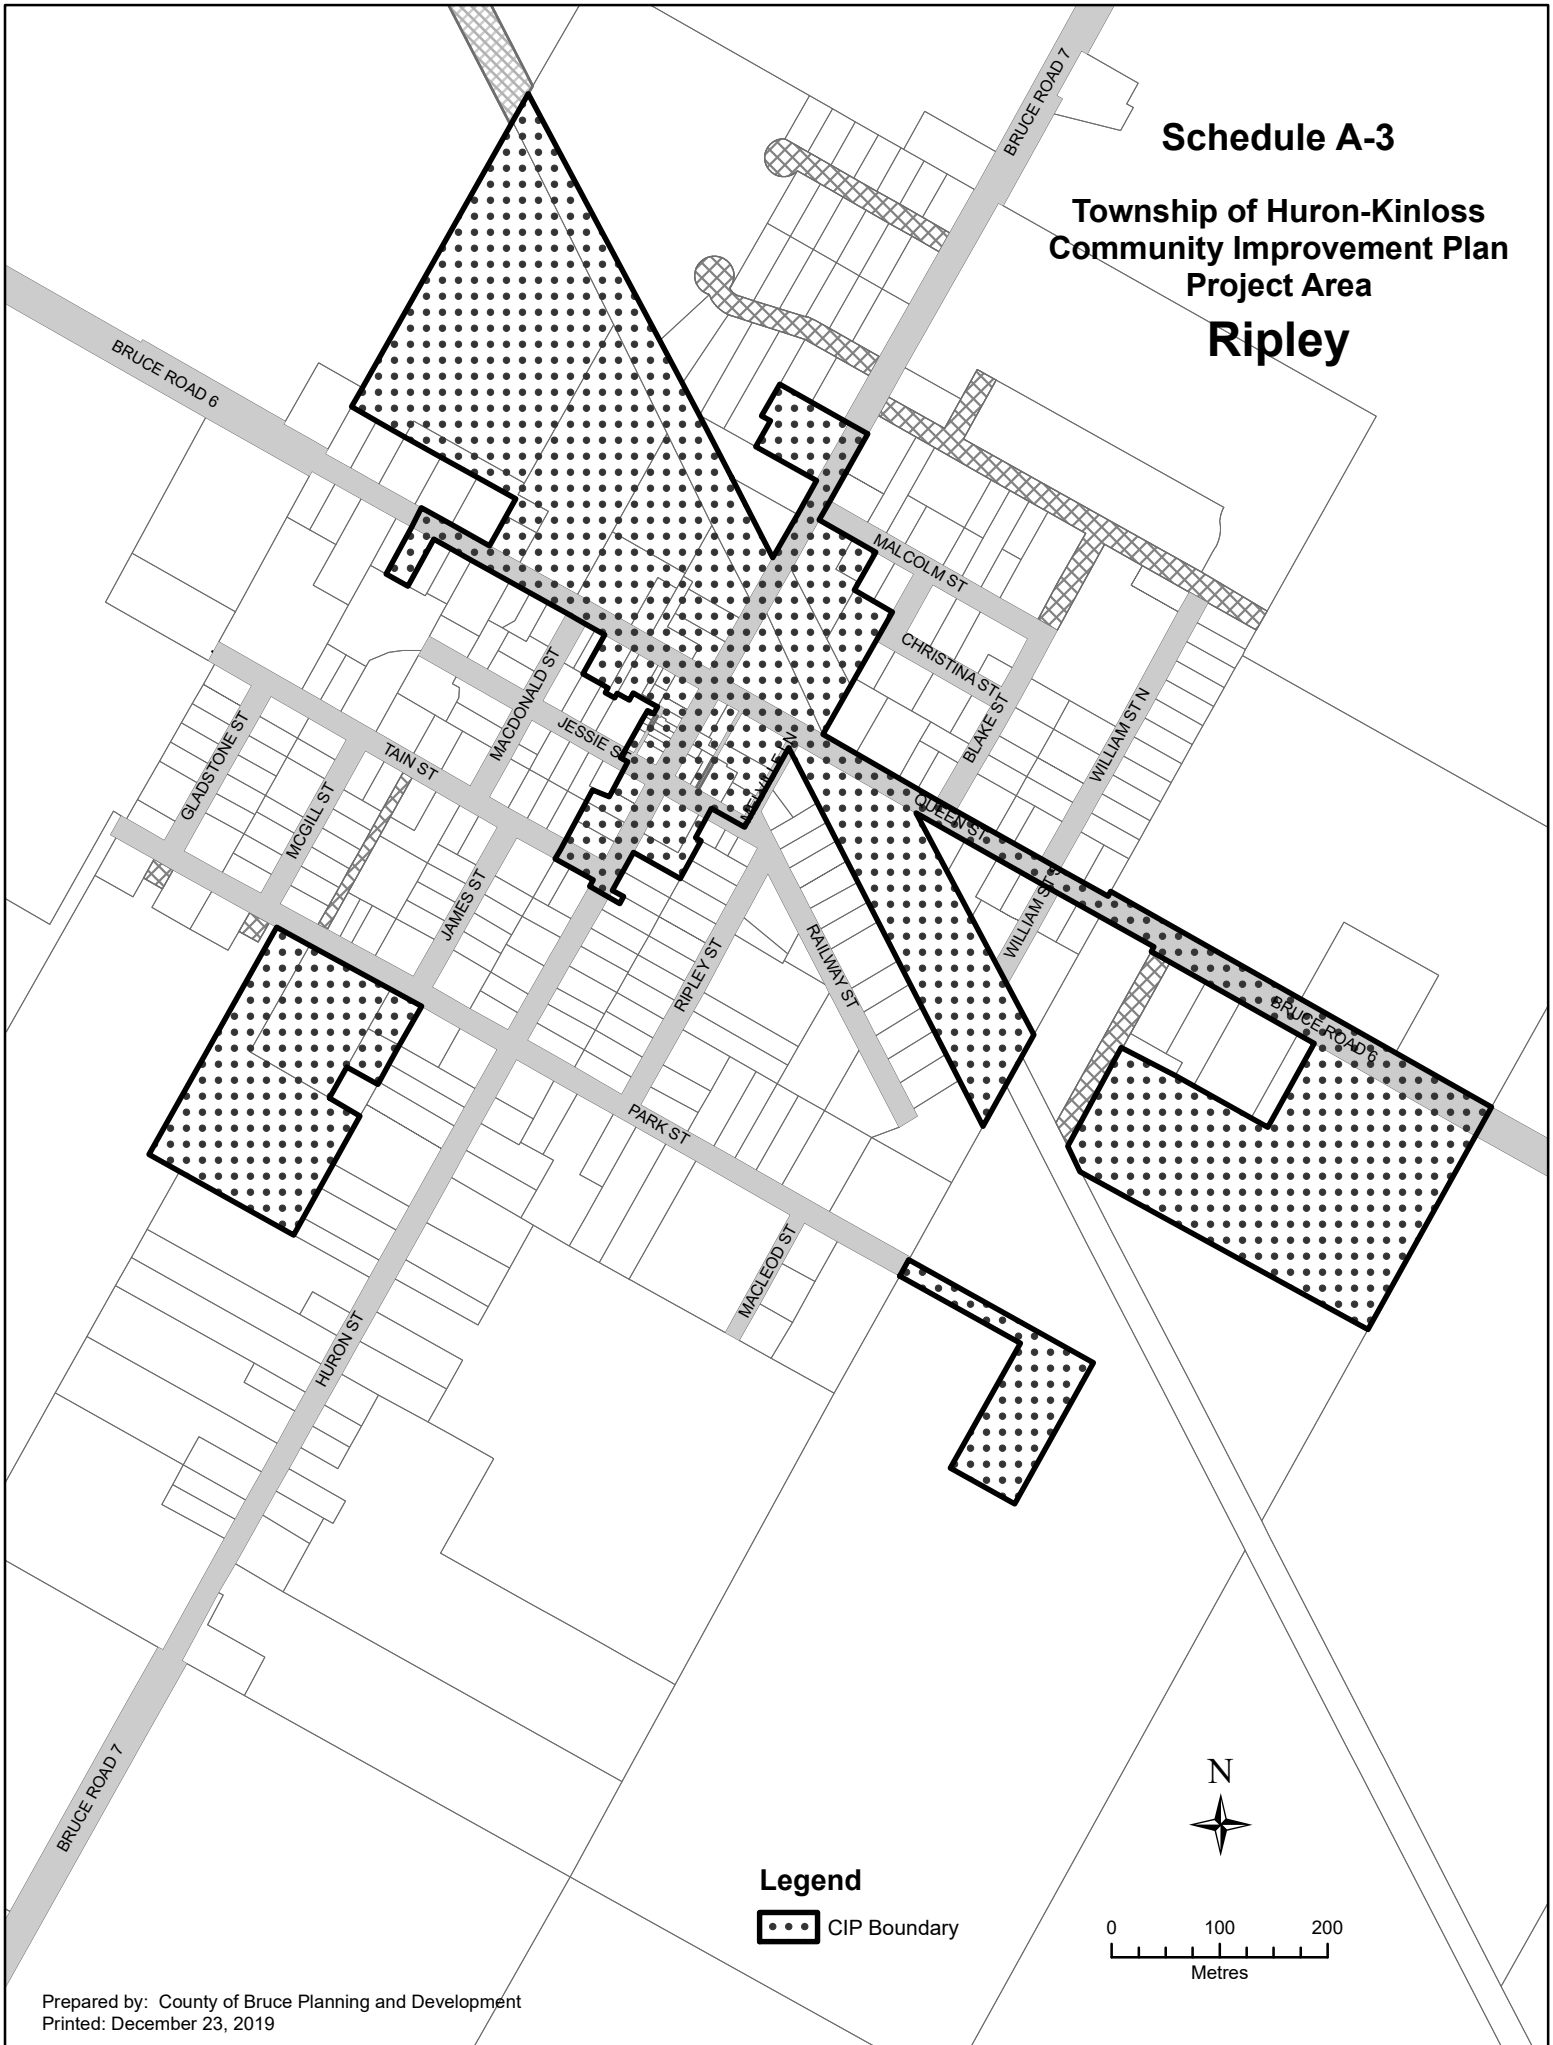 Schedule A-3
Township of Huron-Kinloss
Community Improvement Plan
Project Area
Ripley
BRUCE ROAD 7
BRUCE ROAD 6
MALCOLM ST
CHRISTINA ST
BLAKE ST
WILLIAM ST N
MACDONALD ST
JESSIE ST
GLADSTONE ST
TAIN ST
MCGILL ST
MELVILLE LN
QUEEN ST
JAMES ST
WILLIAM ST S
RIPLEY ST
RAILWAY ST
BRUCE ROAD 6
PARK ST
MACLEOD ST
HURON ST
BRUCE ROAD 7
N
Legend
CIP Boundary
0 100 200
Metres
Prepared by: County of Bruce Planning and Development
Printed: December 23, 2019